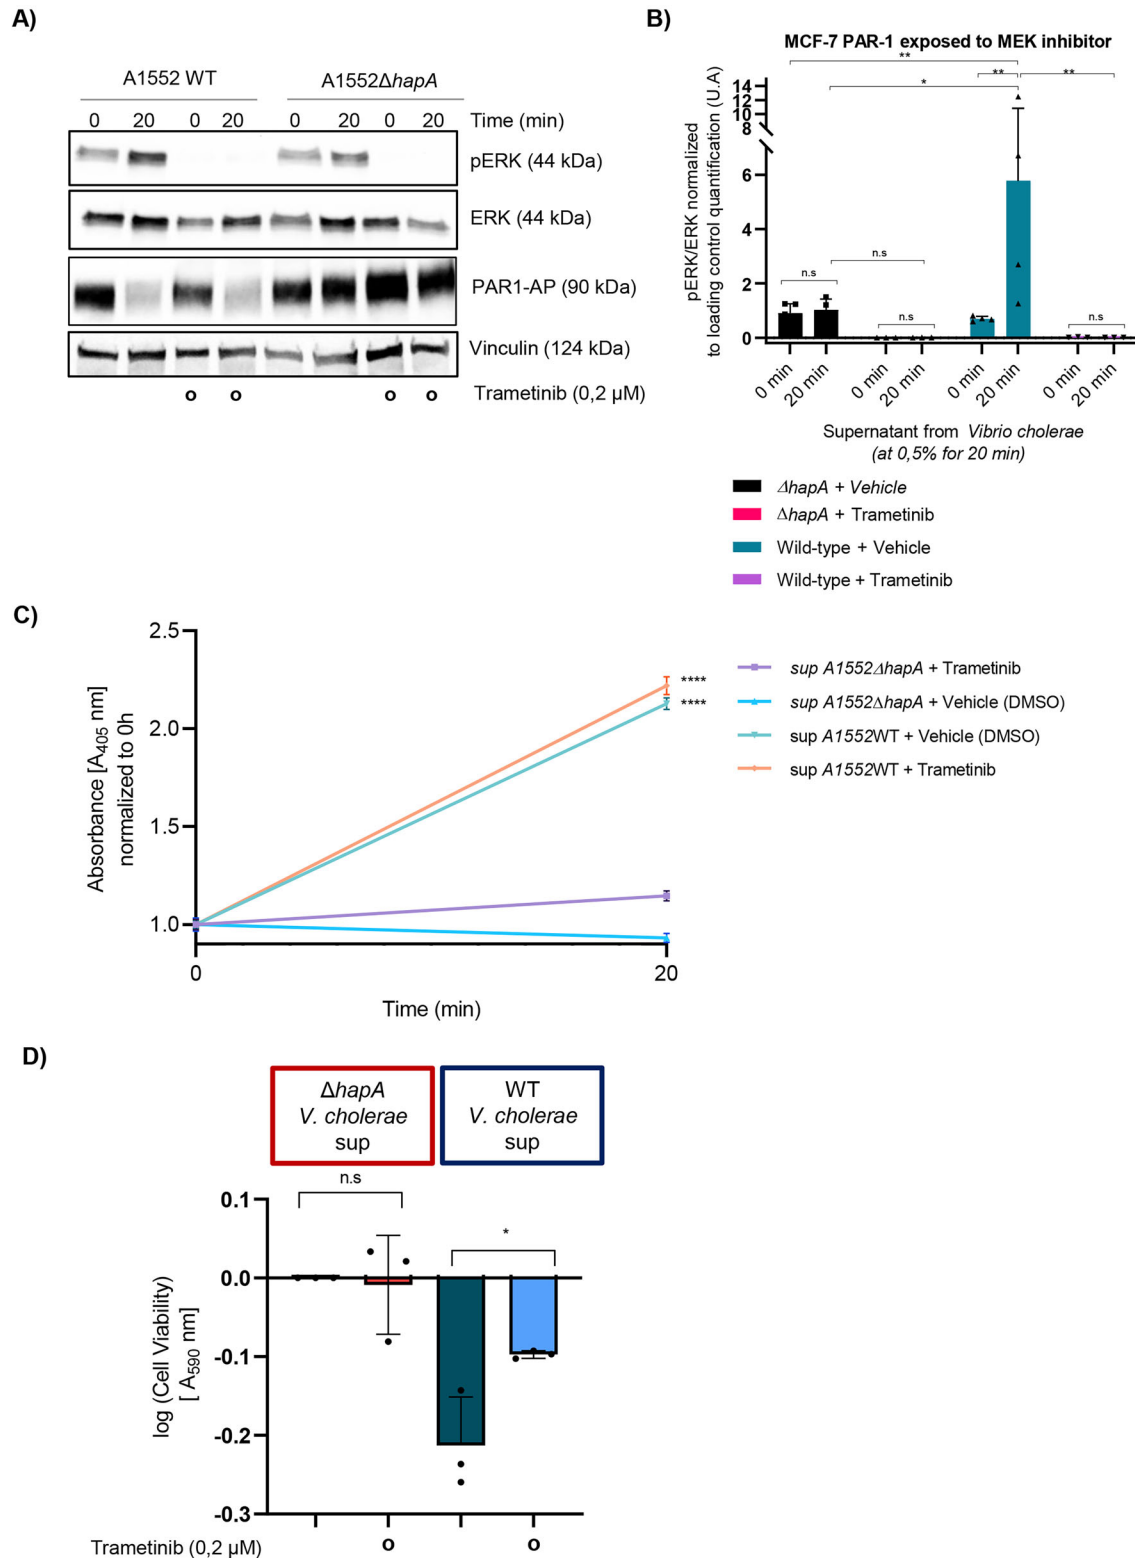 A)
A1552 WT
A1552ΔhapA
0 20 0 20 0 20 0 20 Time (min)
pERK (44 kDa)
ERK (44 kDa)
PAR1-AP (90 kDa)
Vinculin (124 kDa)
o o o o Trametinib (0,2 µM)
B)
MCF-7 PAR-1 exposed to MEK inhibitor
**
** **
*
n.s
n.s
n.s
n.s
pERK/ERK normalized
to loading control quantification (U.A)
14
12
10
8
6
4
2
0
0 min 20 min 0 min 20 min 0 min 20 min 0 min 20 min
Supernatant from Vibrio cholerae
(at 0,5% for 20 min)
ΔhapA + Vehicle
ΔhapA + Trametinib
Wild-type + Vehicle
Wild-type + Trametinib
C)
Absorbance [A405 nm]
normalized to 0h
2.5
2.0
1.5
1.0
0 20
Time (min)
****
****
sup A1552ΔhapA + Trametinib
sup A1552ΔhapA + Vehicle (DMSO)
sup A1552WT + Vehicle (DMSO)
sup A1552WT + Trametinib
D)
ΔhapA
V. cholerae
sup
WT
V. cholerae
sup
n.s
*
log (Cell Viability)
[ A590 nm]
0.1
0.0
-0.1
-0.2
-0.3
Trametinib (0,2 µM) o o